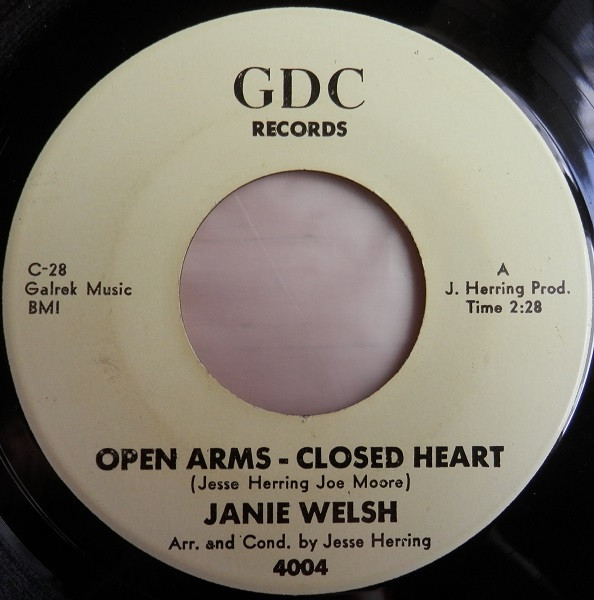 GDC
RECORDS
C-28
Galrek Music
BMI
A
J. Herring Prod.
Time 2:28
OPEN ARMS - CLOSED HEART
(Jesse Herring Joe Moore)
JANIE WELSH
Arr. and Cond. by Jesse Herring
4004